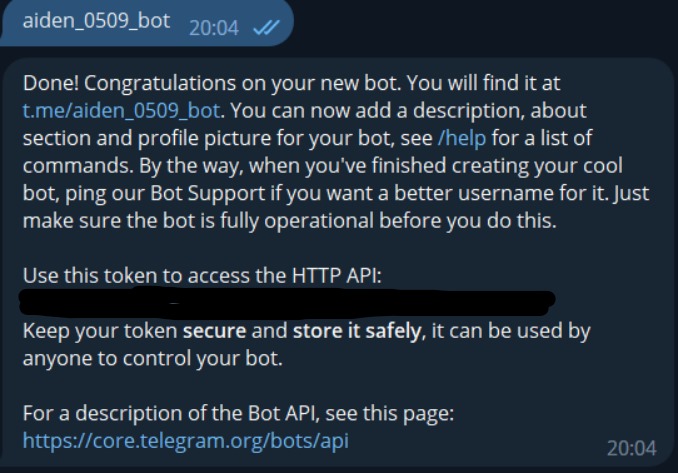 aiden_0509_bot 20:04
Done! Congratulations on your new bot. You will find it at
t.me/aiden_0509_bot. You can now add a description, about
section and profile picture for your bot, see /help for a list of
commands. By the way, when you've finished creating your cool
bot, ping our Bot Support if you want a better username for it. Just
make sure the bot is fully operational before you do this.
Use this token to access the HTTP API:
Keep your token secure and store it safely, it can be used by
anyone to control your bot.
For a description of the Bot API, see this page:
https://core.telegram.org/bots/api
20:04